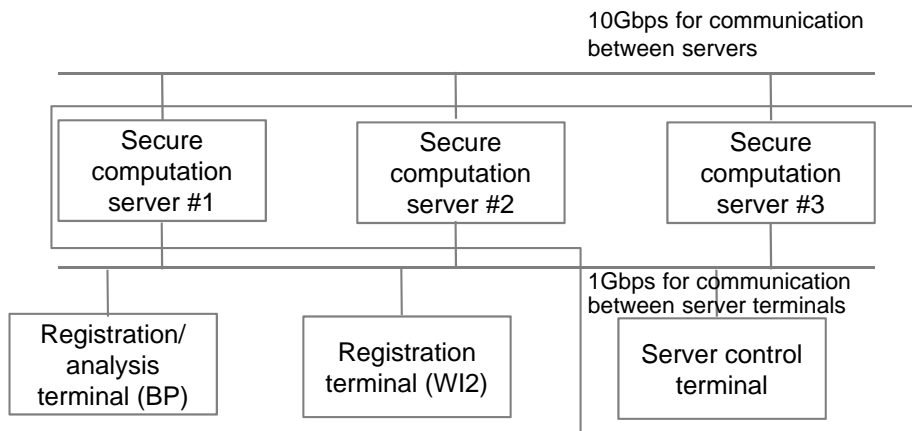 10Gbps for communication
between servers
Secure
computation
server #1
Secure
computation
server #2
Secure
computation
server #3
1Gbps for communication
between server terminals
Registration/
analysis
terminal (BP)
Registration
terminal (WI2)
Server control
terminal